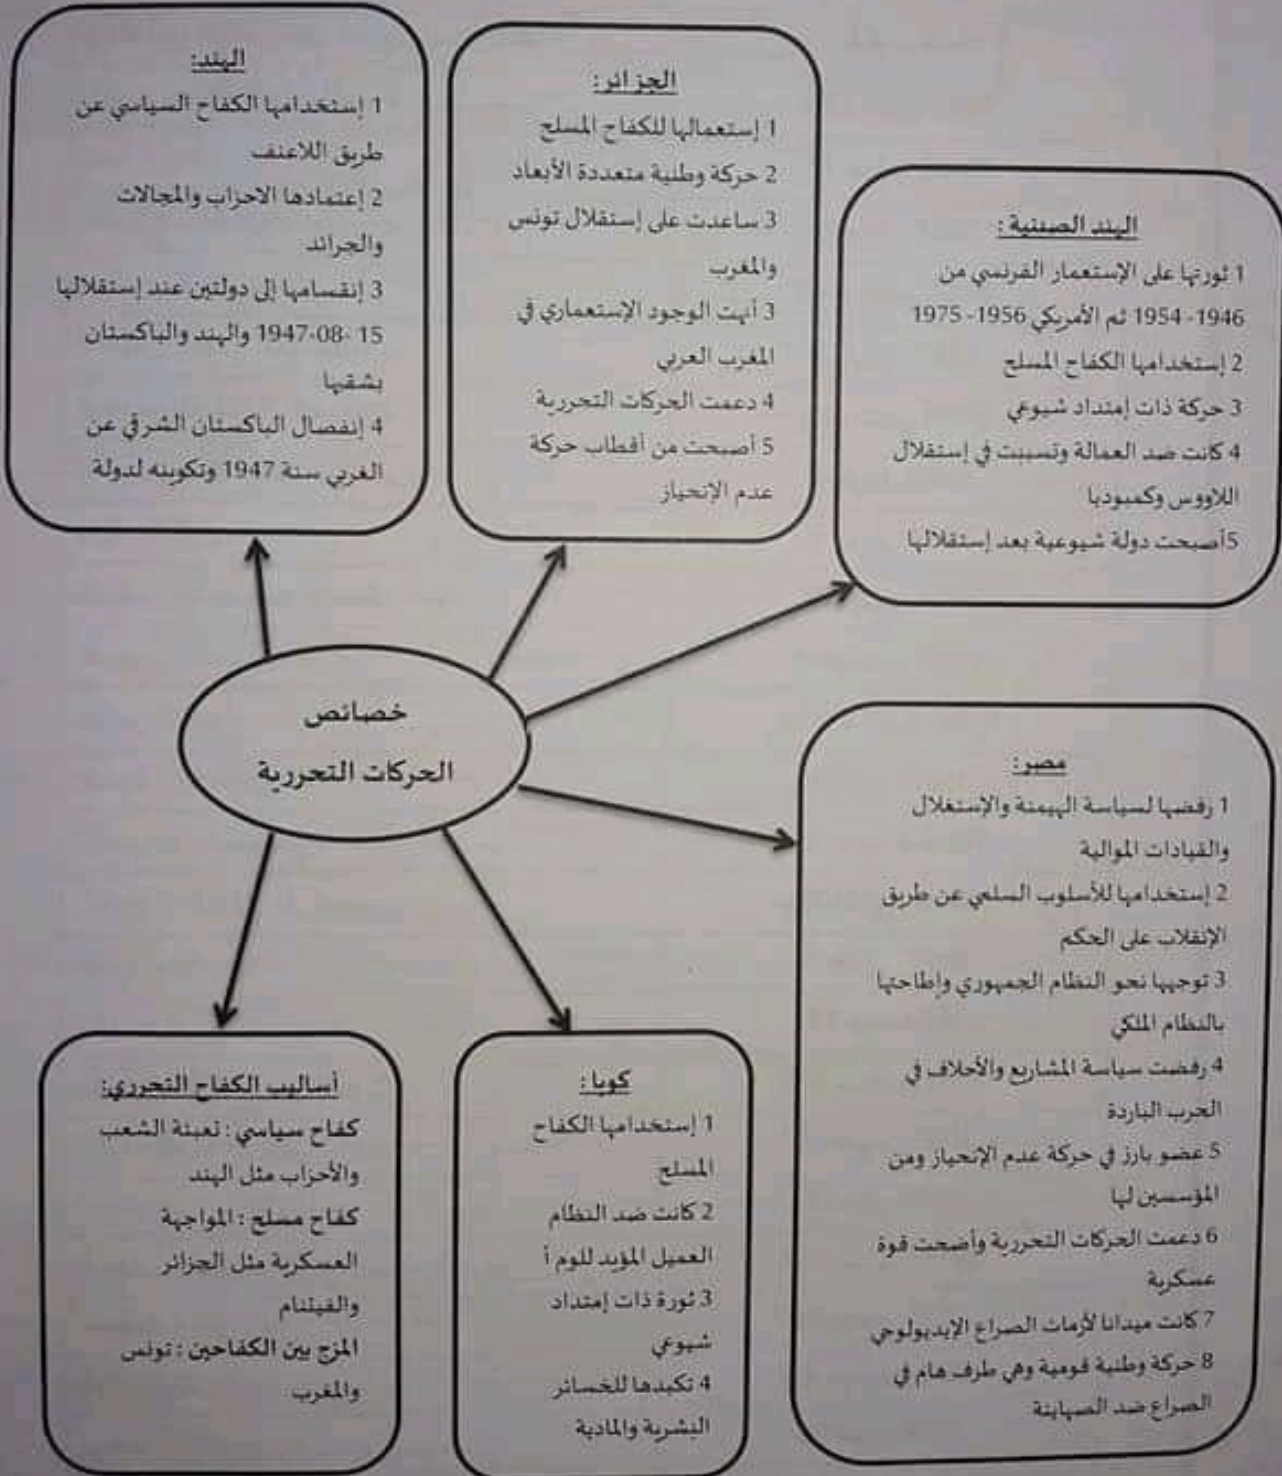 الهند:
1 إستخدامها الكفاح السياسي عن
طريق اللاعنف
2 إعتمادها الاحزاب والمجالات
والجرائد
3 إنقسامها إلى دولتين عند إستقلالها
15 -08-1947 والهند والباكستان
بشقيها
4 إنفصال الباكستان الشرقي عن
الغربي سنة 1947 وتكوينه لدولة
الجزائر:
1 إستعمالها للكفاح المسلح
2 حركة وطنية متعددة الأبعاد
3 ساعدت على إستقلال تونس
والمغرب
3 أنهت الوجود الإستعماري في
المغرب العربي
4 دعمت الحركات التحررية
5 أصبحت من أقطاب حركة
عدم الإنحياز
الهند الصينية:
1 ثورتها على الإستعمار الفرنسي من
1946- 1954 ثم الأمريكي 1956- 1975
2 إستخدامها الكفاح المسلح
3 حركة ذات إمتداد شيوعي
4 كانت ضد العمالة وتسببت في إستقلال
اللاووس وكمبوديا
5أصبحت دولة شيوعية بعد إستقلالها
خصائص
الحركات التحررية
مصر:
1 رفضها لسياسة الهيمنة والإستغلال
والقيادات الموالية
2 إستخدامها للأسلوب السلمي عن طريق
الإنقلاب على الحكم
3 توجهها نحو النظام الجمهوري وإطاحتها
بالنظام الملكي
4 رفضت سياسة المشاريع والأحلاف في
الحرب الباردة
5 عضو بارز في حركة عدم الإنحياز ومن
المؤسسين لها
6 دعمت الحركات التحررية وأضحت قوة
عسكرية
7 كانت ميدانا لأزمات الصراع الإيديولوجي
8 حركة وطنية قومية وهي طرف هام في
الصراع ضد الصهاينة
كوبا:
1 إستخدامها الكفاح
المسلح
2 كانت ضد النظام
العميل المؤيد للوم أ
3 ثورة ذات إمتداد
شيوعي
4 تكبدها للخسائر
البشرية والمادية
أساليب الكفاح التحرري:
كفاح سياسي : تعبئة الشعب
والأحزاب مثل الهند
كفاح مسلح : المواجهة
العسكرية مثل الجزائر
والفيتنام
المزج بين الكفاحين : تونس
والمغرب